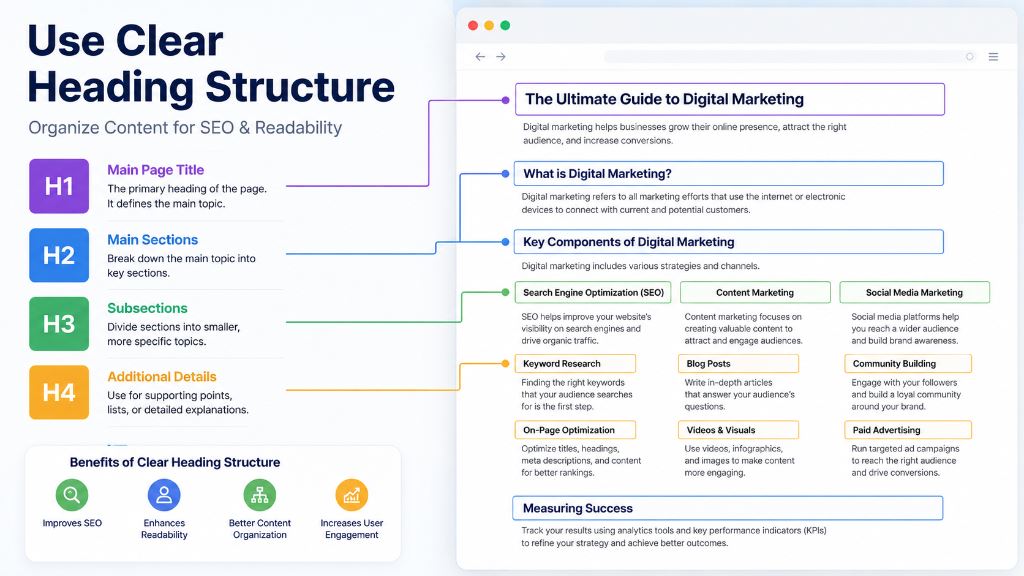 Use Clear
Heading Structure
Organize Content for SEO & Readability
H1
Main Page Title
The primary heading of the page.
It defines the main topic.
H2
Main Sections
Break down the main topic into
key sections.
H3
Subsections
Divide sections into smaller,
more specific topics.
H4
Additional Details
Use for supporting points,
lists, or detailed explanations.
Benefits of Clear Heading Structure
Improves SEO
Enhances
Readability
Better Content
Organization
Increases User
Engagement
The Ultimate Guide to Digital Marketing
Digital marketing helps businesses grow their online presence, attract the right
audience, and increase conversions.
What is Digital Marketing?
Digital marketing refers to all marketing efforts that use the internet or electronic
devices to connect with current and potential customers.
Key Components of Digital Marketing
Digital marketing includes various strategies and channels.
Search Engine Optimization (SEO)
SEO helps improve your website's
visibility on search engines and
drive organic traffic.
Keyword Research
Finding the right keywords
that your audience searches
for is the first step.
On-Page Optimization
Optimize titles, headings,
meta descriptions, and content
for better rankings.
Content Marketing
Content marketing focuses on
creating valuable content to
attract and engage audiences.
Blog Posts
Write in-depth articles
that answer your audience's
questions.
Videos & Visuals
Use videos, infographics,
and images to make content
more engaging.
Social Media Marketing
Social media platforms help
you reach a wider audience
and build brand awareness.
Community Building
Engage with your followers
and build a loyal community
around your brand.
Paid Advertising
Run targeted ad campaigns
to reach the right audience
and drive conversions.
Measuring Success
Track your results using analytics tools and key performance indicators (KPIs)
to refine your strategy and achieve better outcomes.